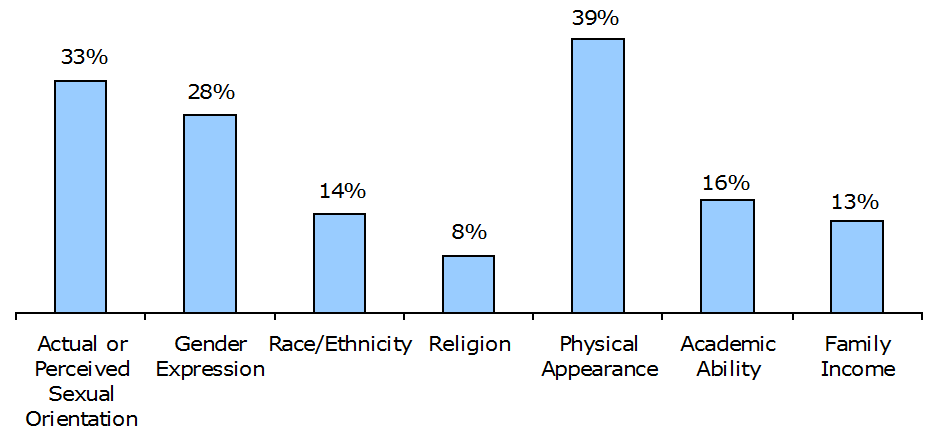 39%
33%
28%
16%
14%
13%
8%
Actual or
Perceived
Sexual
Orientation
Gender
Expression
Race/Ethnicity
Religion
Physical
Appearance
Academic
Ability
Family
Income